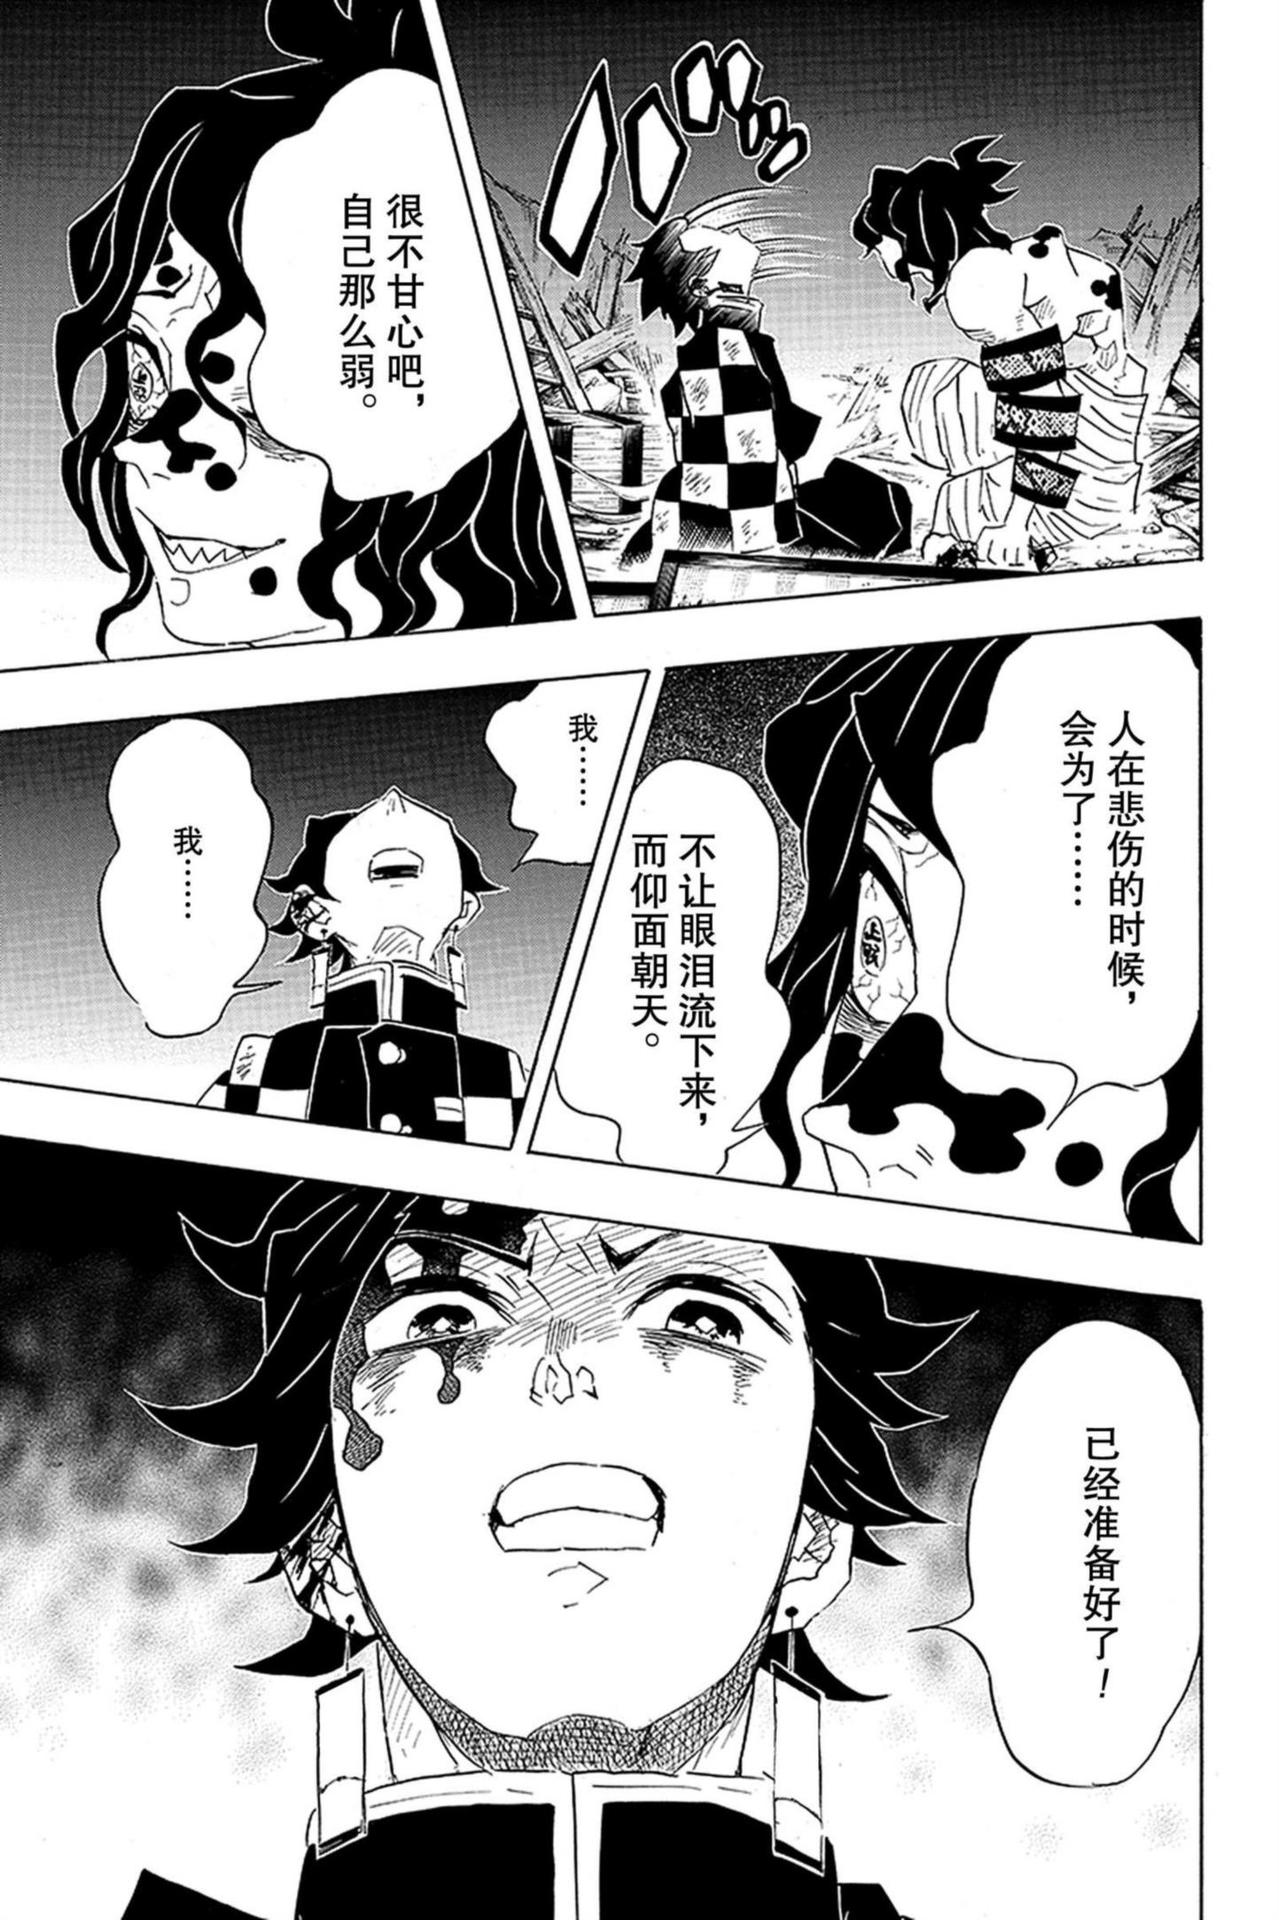 很不甘心吧，
自己那么弱。
人在悲伤的时候，
会为了……
不让眼泪流下来，
而仰面朝天。
我……
我……
已经准备好了！